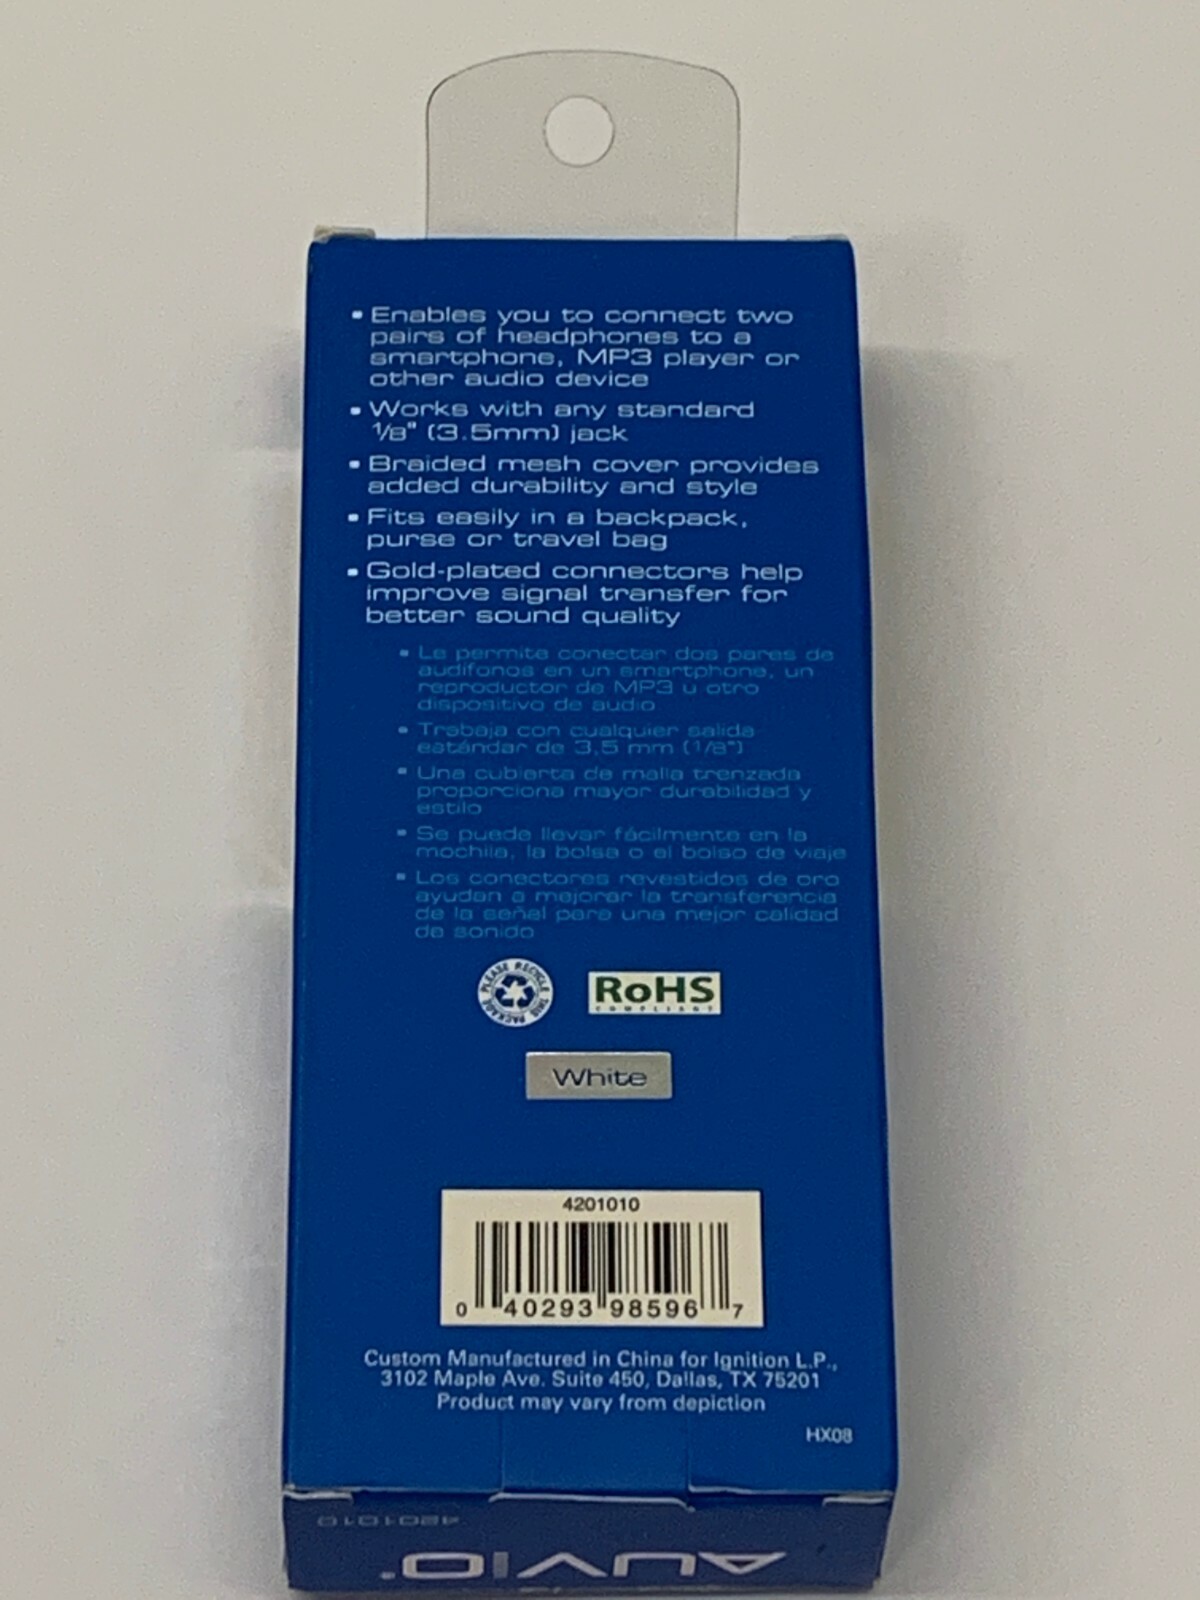 • Enables you to connect two
pairs of headphones to a
smartphone, MP3 player or
other audio device
• Works with any standard
1/8" (3.5mm) jack
• Braided mesh cover provides
added durability and style
• Fits easily in a backpack,
purse or travel bag
• Gold-plated connectors help
improve signal transfer for
better sound quality
• Le permite conectar dos pares de
audífonos en un smartphone, un
reproductor de MP3 u otro
dispositivo de audio
• Trabaja con cualquier salida
estándar de 3,5 mm (1/8")
• Una cubierta de malla trenzada
proporciona mayor durabilidad y
estilo
• Se puede llevar fácilmente en la
mochila, la bolsa o el bolso de viaje
• Los conectores revestidos de oro
ayudan a mejorar la transferencia
de la señal para una mejor calidad
de sonido
PLEASE RECYCLE THIS PACKAGE
RoHS
COMPLIANT
White
4201010
0 40293 98596 7
Custom Manufactured in China for Ignition L.P.,
3102 Maple Ave. Suite 450, Dallas, TX 75201
Product may vary from depiction
HX08
4201010
AUVIO®